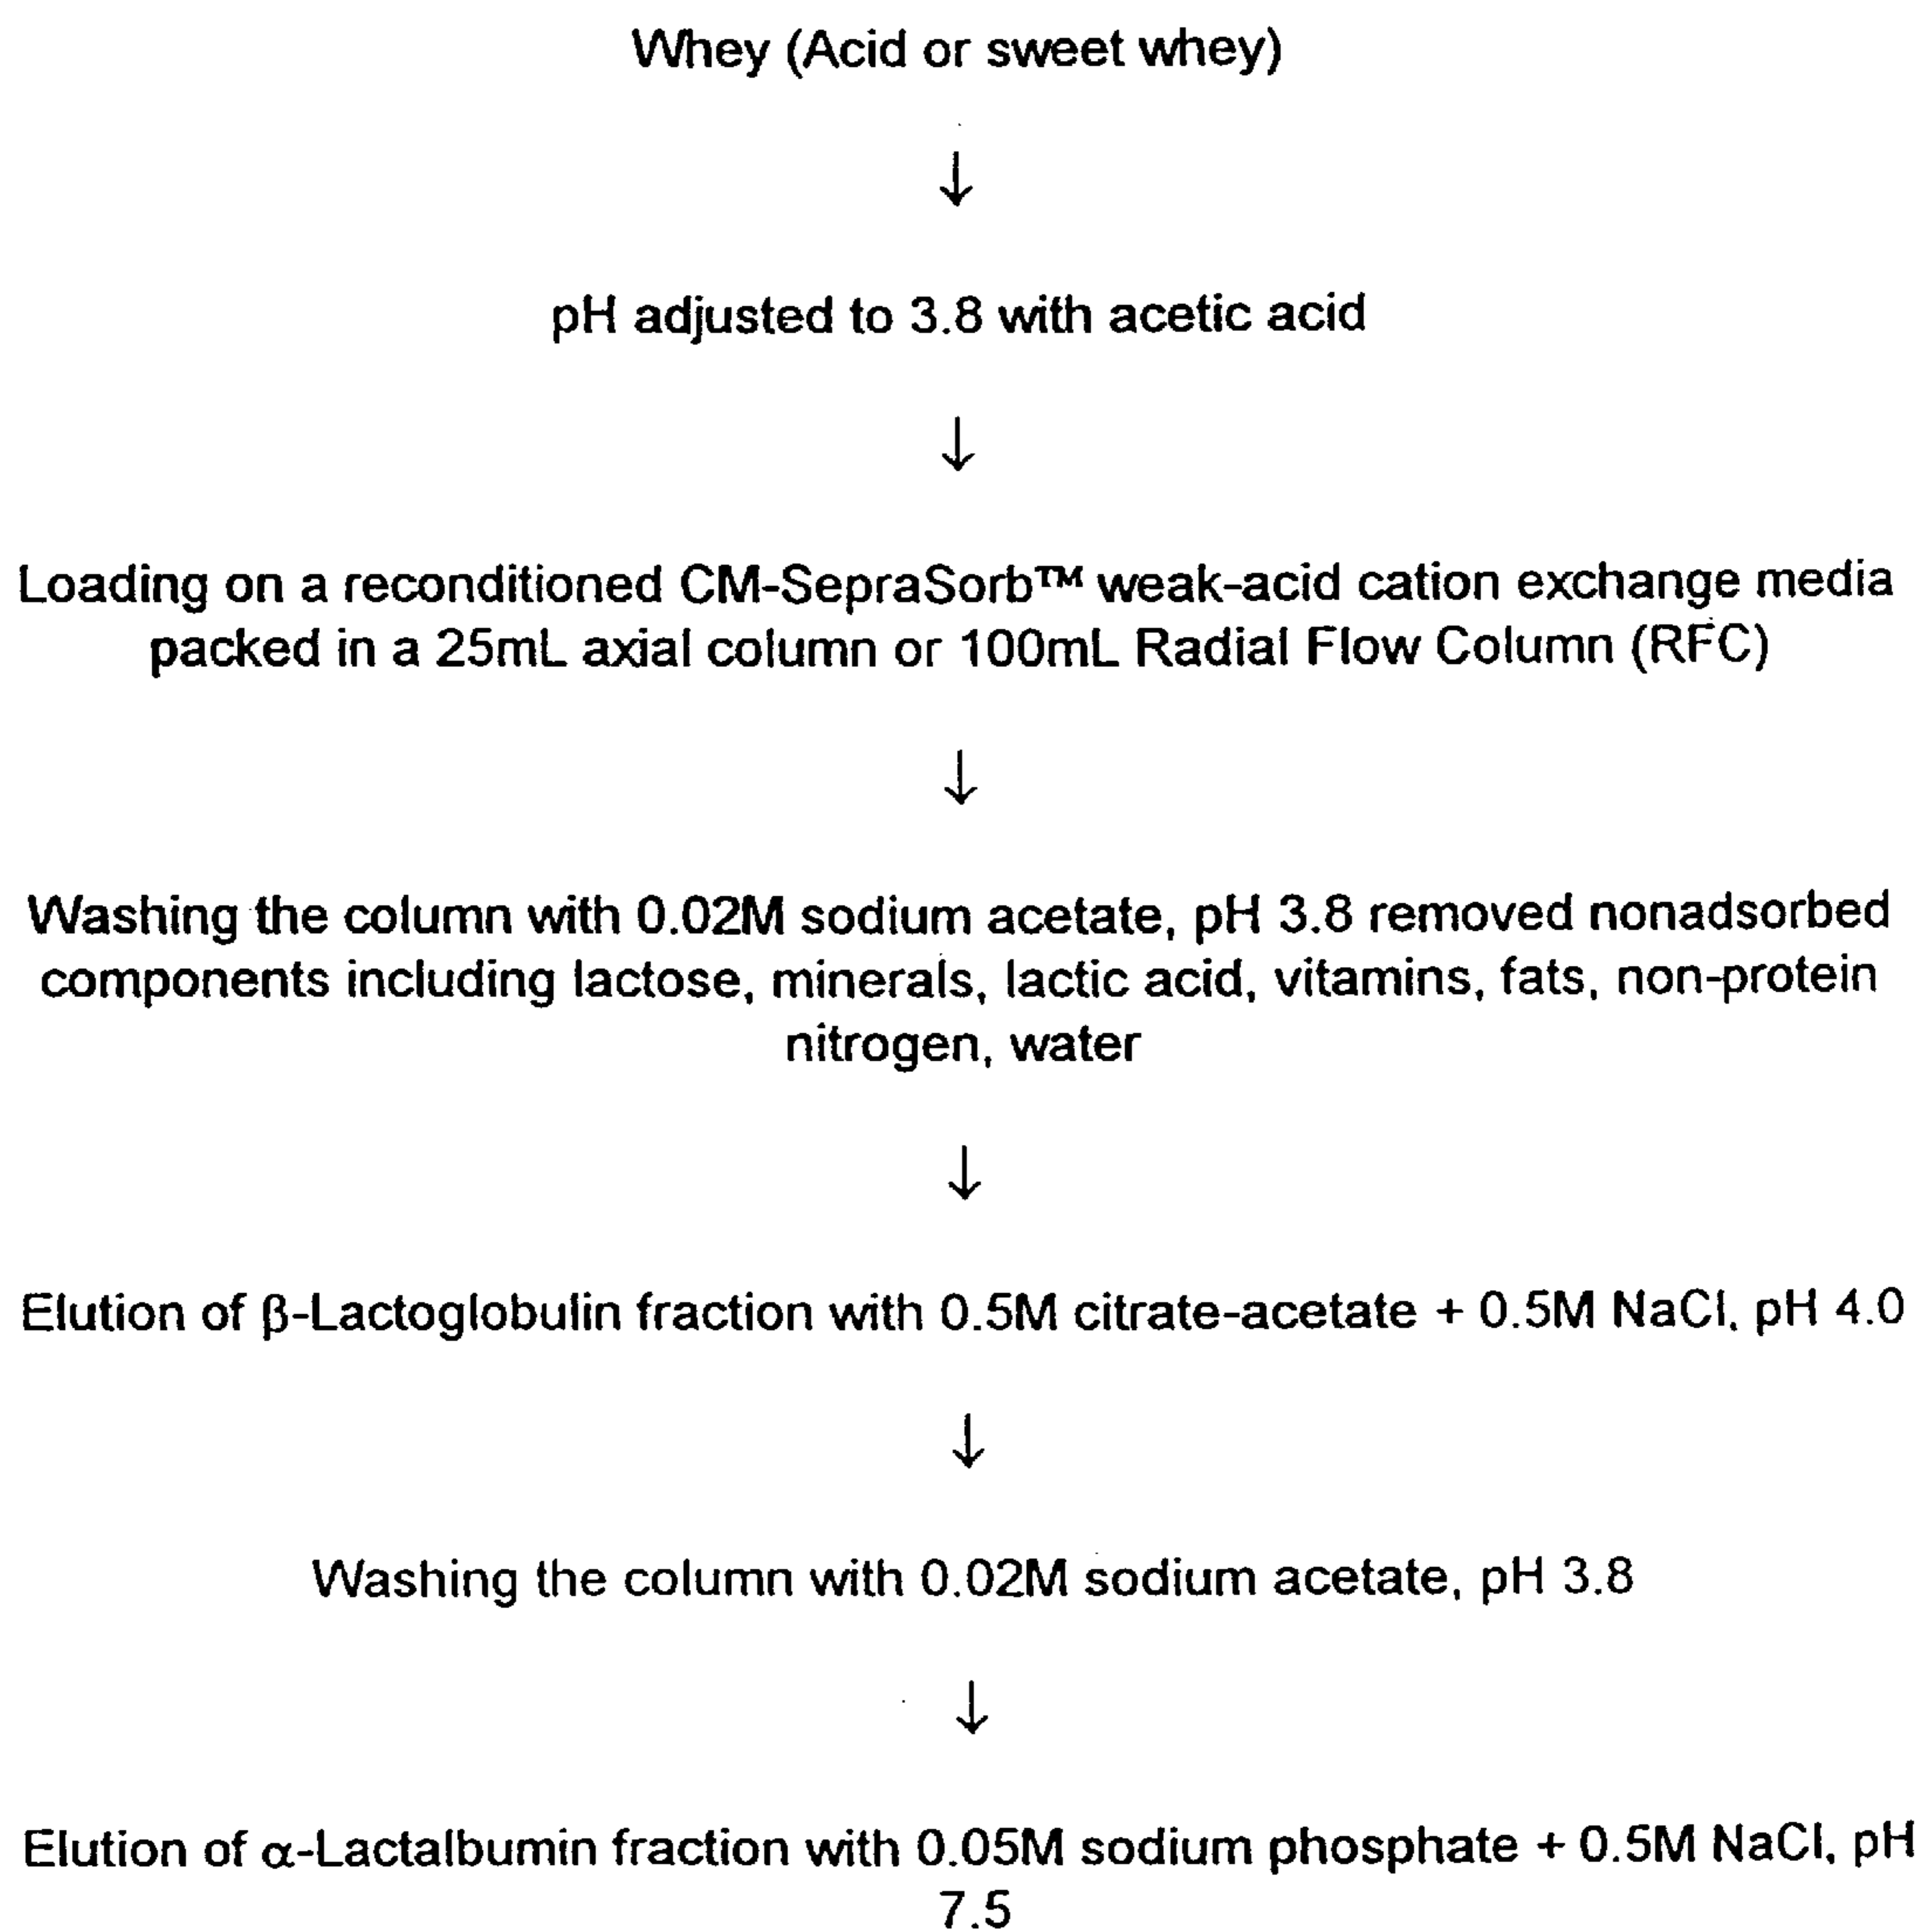 Whey (Acid or sweet whey)
↓
pH adjusted to 3.8 with acetic acid
↓
Loading on a reconditioned CM-SepraSorb™ weak-acid cation exchange media
packed in a 25mL axial column or 100mL Radial Flow Column (RFC)
↓
Washing the column with 0.02M sodium acetate, pH 3.8 removed nonadsorbed
components including lactose, minerals, lactic acid, vitamins, fats, non-protein
nitrogen, water
↓
Elution of β-Lactoglobulin fraction with 0.5M citrate-acetate + 0.5M NaCl, pH 4.0
↓
Washing the column with 0.02M sodium acetate, pH 3.8
↓
Elution of α-Lactalbumin fraction with 0.05M sodium phosphate + 0.5M NaCl, pH
7.5